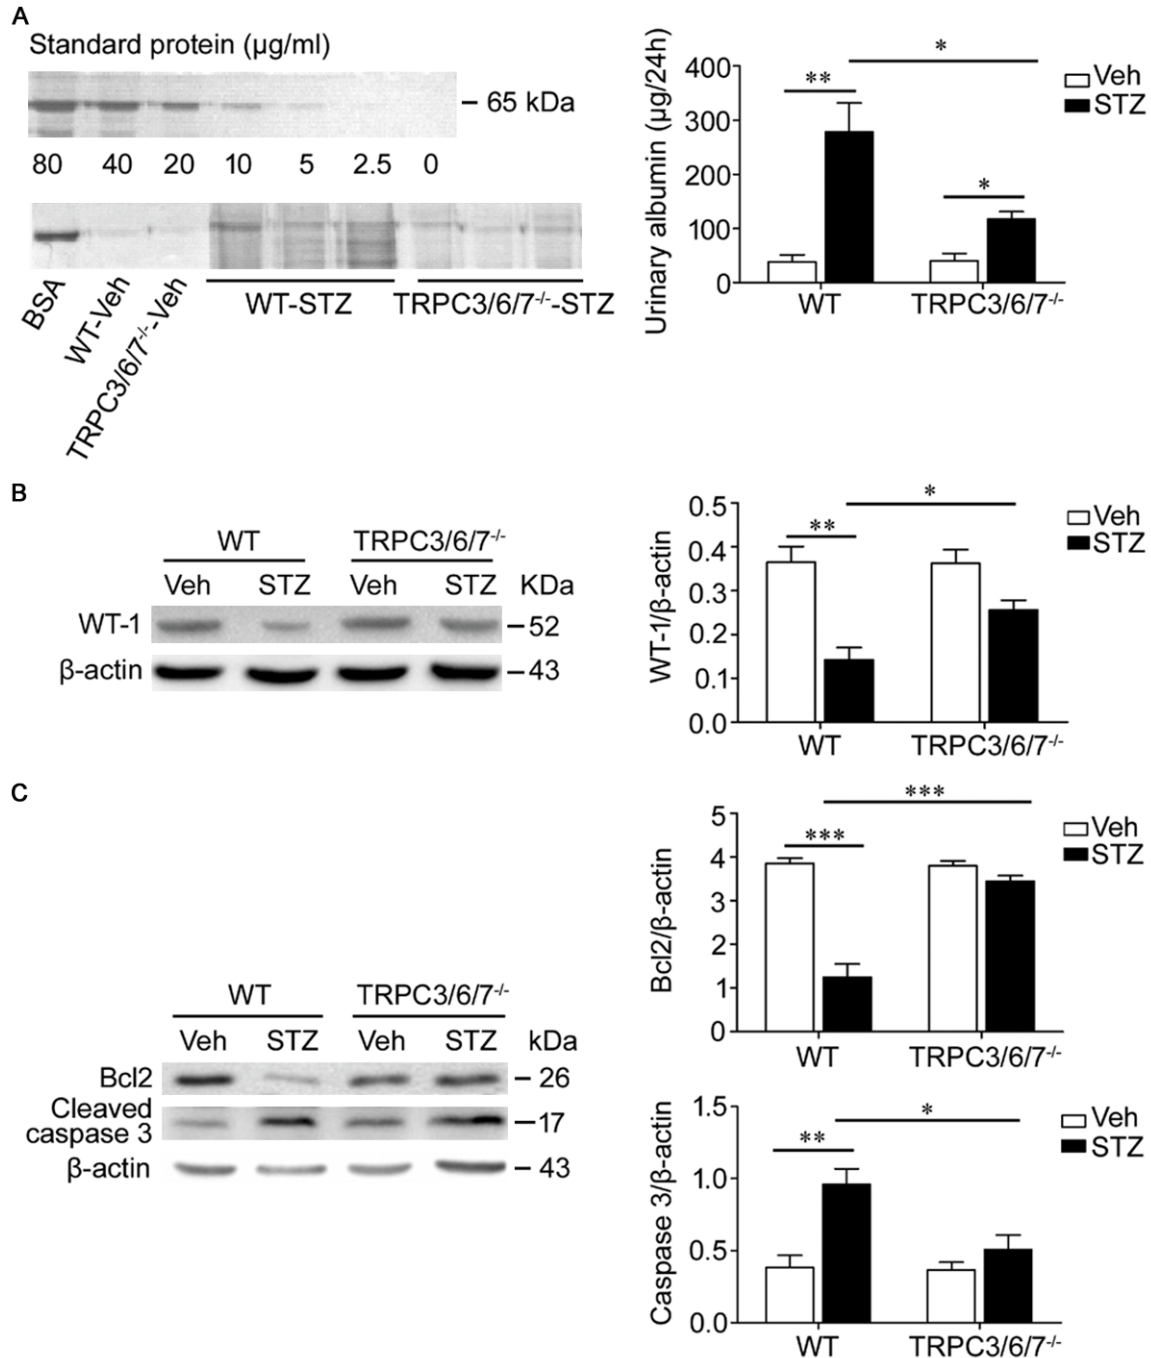 A
Standard protein (µg/ml)
65 kDa
80 40 20 10 5 2.5 0
BSA
WT-Veh
TRPC3/6/7-/--Veh
WT-STZ
TRPC3/6/7-/--STZ
Urinary albumin (µg/24h)
400
300
200
100
0
**
*
*
Veh
STZ
WT
TRPC3/6/7-/-
B
WT
TRPC3/6/7-/-
Veh STZ Veh STZ KDa
WT-1
52
β-actin
43
WT-1/β-actin
0.5
0.4
0.3
0.2
0.1
0.0
**
*
Veh
STZ
WT
TRPC3/6/7-/-
C
WT
TRPC3/6/7-/-
Veh STZ Veh STZ kDa
Bcl2
26
Cleaved
caspase 3
17
β-actin
43
Bcl2/β-actin
5
4
3
2
1
0
***
***
Veh
STZ
WT
TRPC3/6/7-/-
Caspase 3/β-actin
1.5
1.0
0.5
0.0
**
*
Veh
STZ
WT
TRPC3/6/7-/-